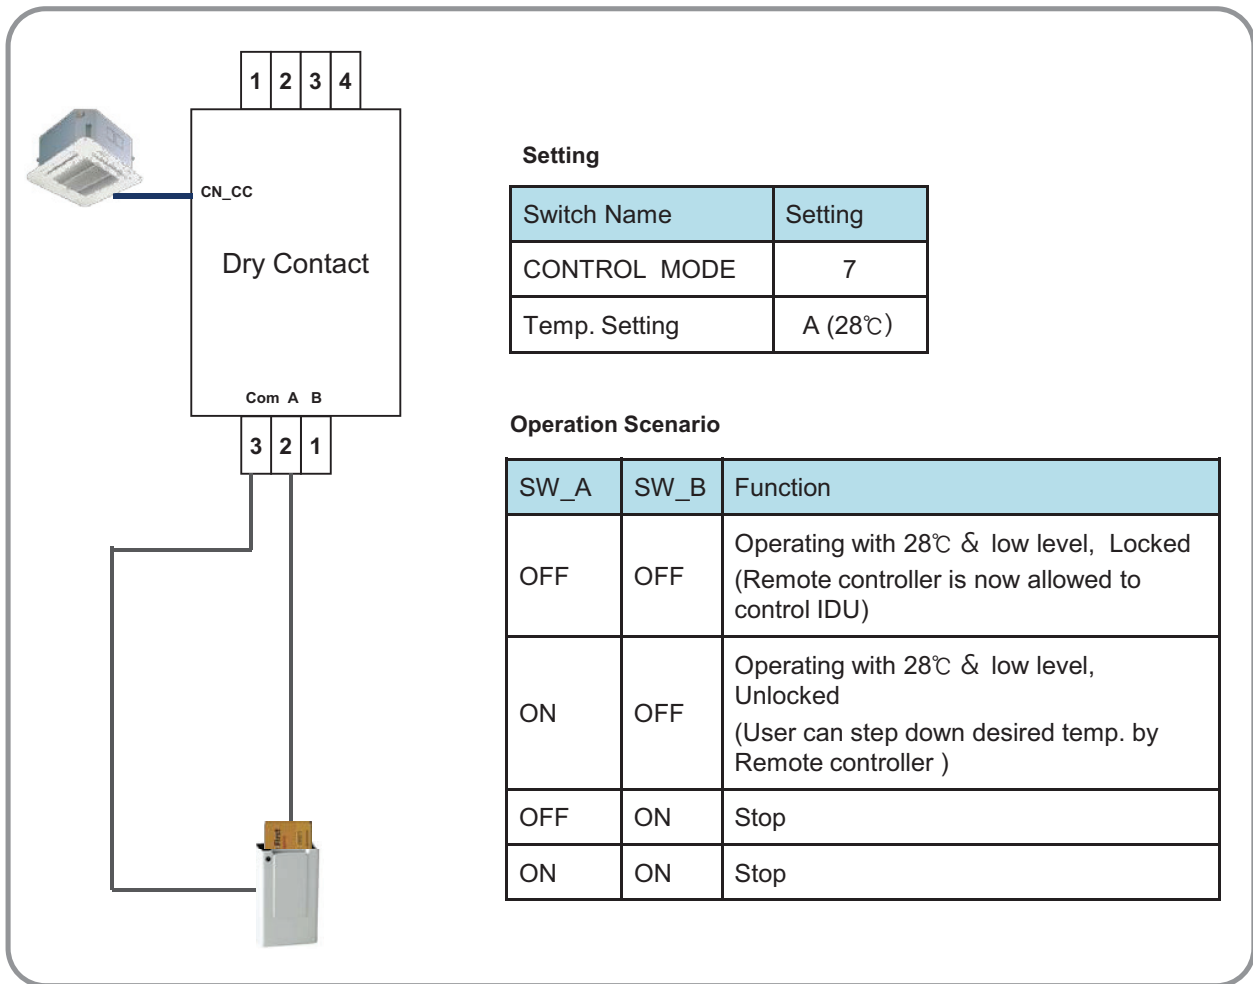 1 2 3 4
CN_CC
Dry Contact
Com A B
3 2 1
Setting
Switch Name Setting
CONTROL MODE 7
Temp. Setting A (28℃)
Operation Scenario
SW_A SW_B Function
OFF OFF Operating with 28℃ & low level, Locked
(Remote controller is now allowed to
control IDU)
ON OFF Operating with 28℃ & low level,
Unlocked
(User can step down desired temp. by
Remote controller )
OFF ON Stop
ON ON Stop